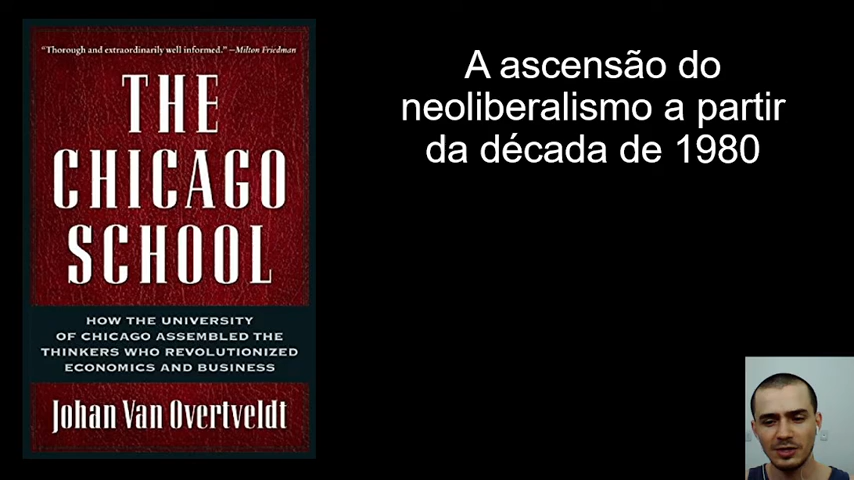 "Thorough and extraordinarily well informed." —Milton Friedman
THE
CHICAGO
SCHOOL
HOW THE UNIVERSITY
OF CHICAGO ASSEMBLED THE
THINKERS WHO REVOLUTIONIZED
ECONOMICS AND BUSINESS
Johan Van Overtveldt
A ascensão do
neoliberalismo a partir
da década de 1980